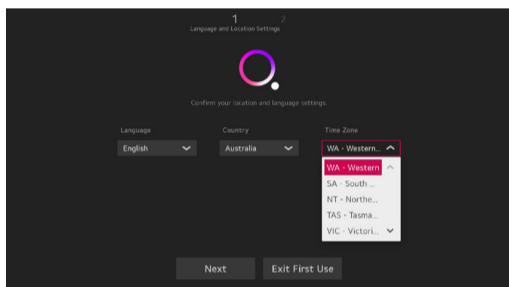 1 2
Language and Location Settings
Confirm your location and language settings.
Language Country Time Zone
English Australia WA - Western...
WA - Western
SA - South ...
NT - Northe...
TAS - Tasma...
VIC - Victori...
Next Exit First Use